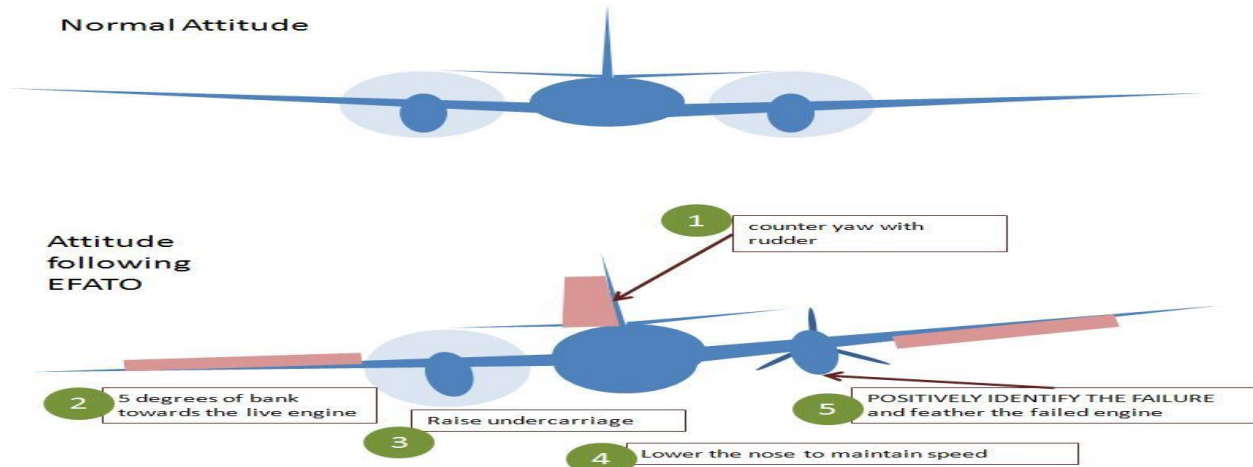 Normal Attitude
Attitude
following
EFATO
1
counter yaw with
rudder
2
5 degrees of bank
towards the live engine
3
Raise undercarriage
4
Lower the nose to maintain speed
5
POSITIVELY IDENTIFY THE FAILURE
and feather the failed engine